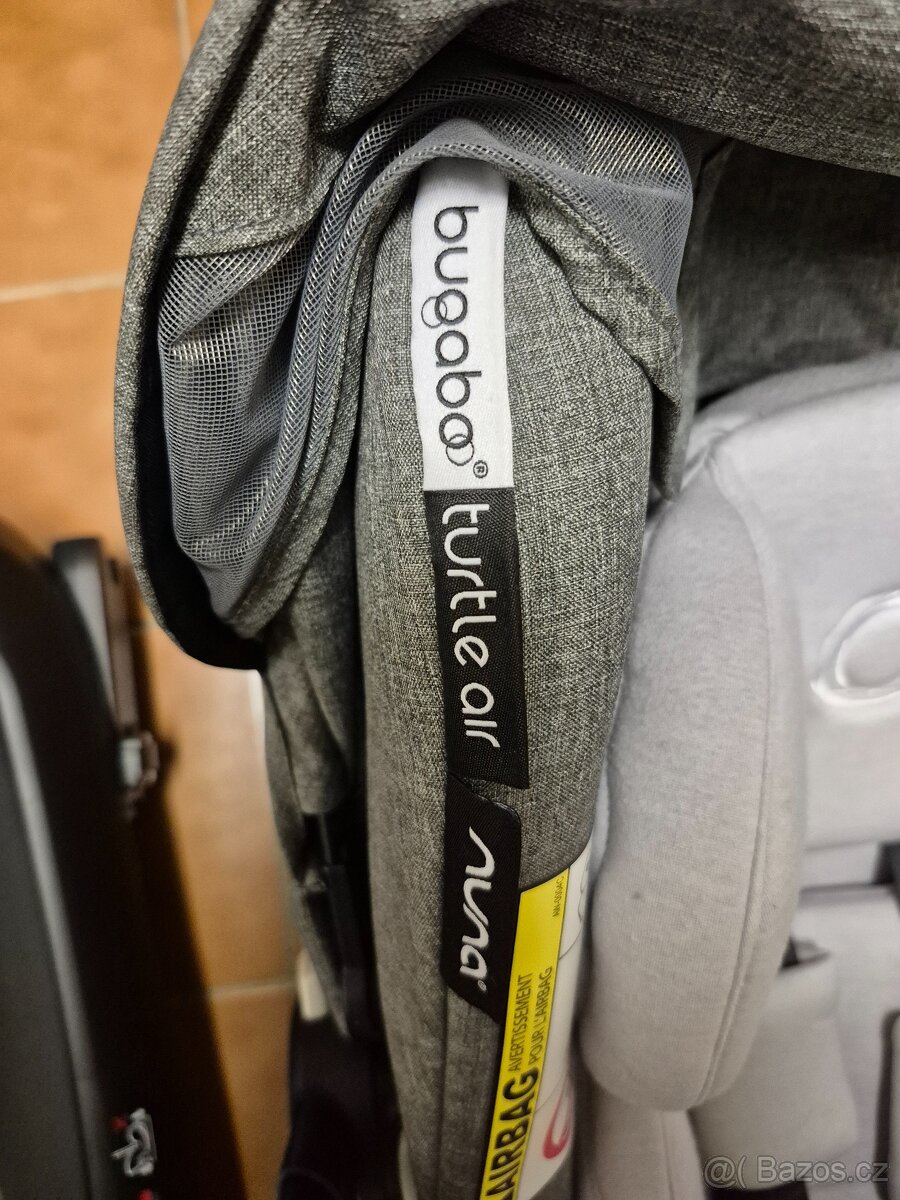 bugaboo®
turtle air
nuna®
AIRBAG
AVERTISSEMENT
POUR L'AIRBAG
@( Bazos.cz